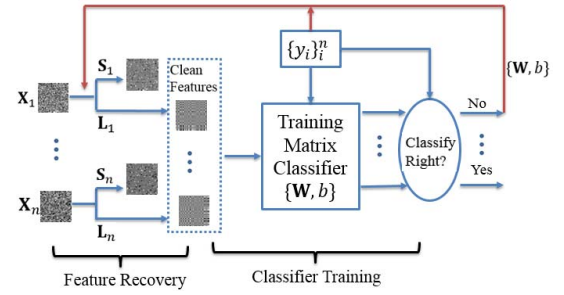 {y_i}_i^n
{W, b}
S_1
Clean
Features
X_1
L_1
No
Training
Matrix
Classifier
{W, b}
Classify
Right?
S_n
Yes
X_n
L_n
Feature Recovery
Classifier Training